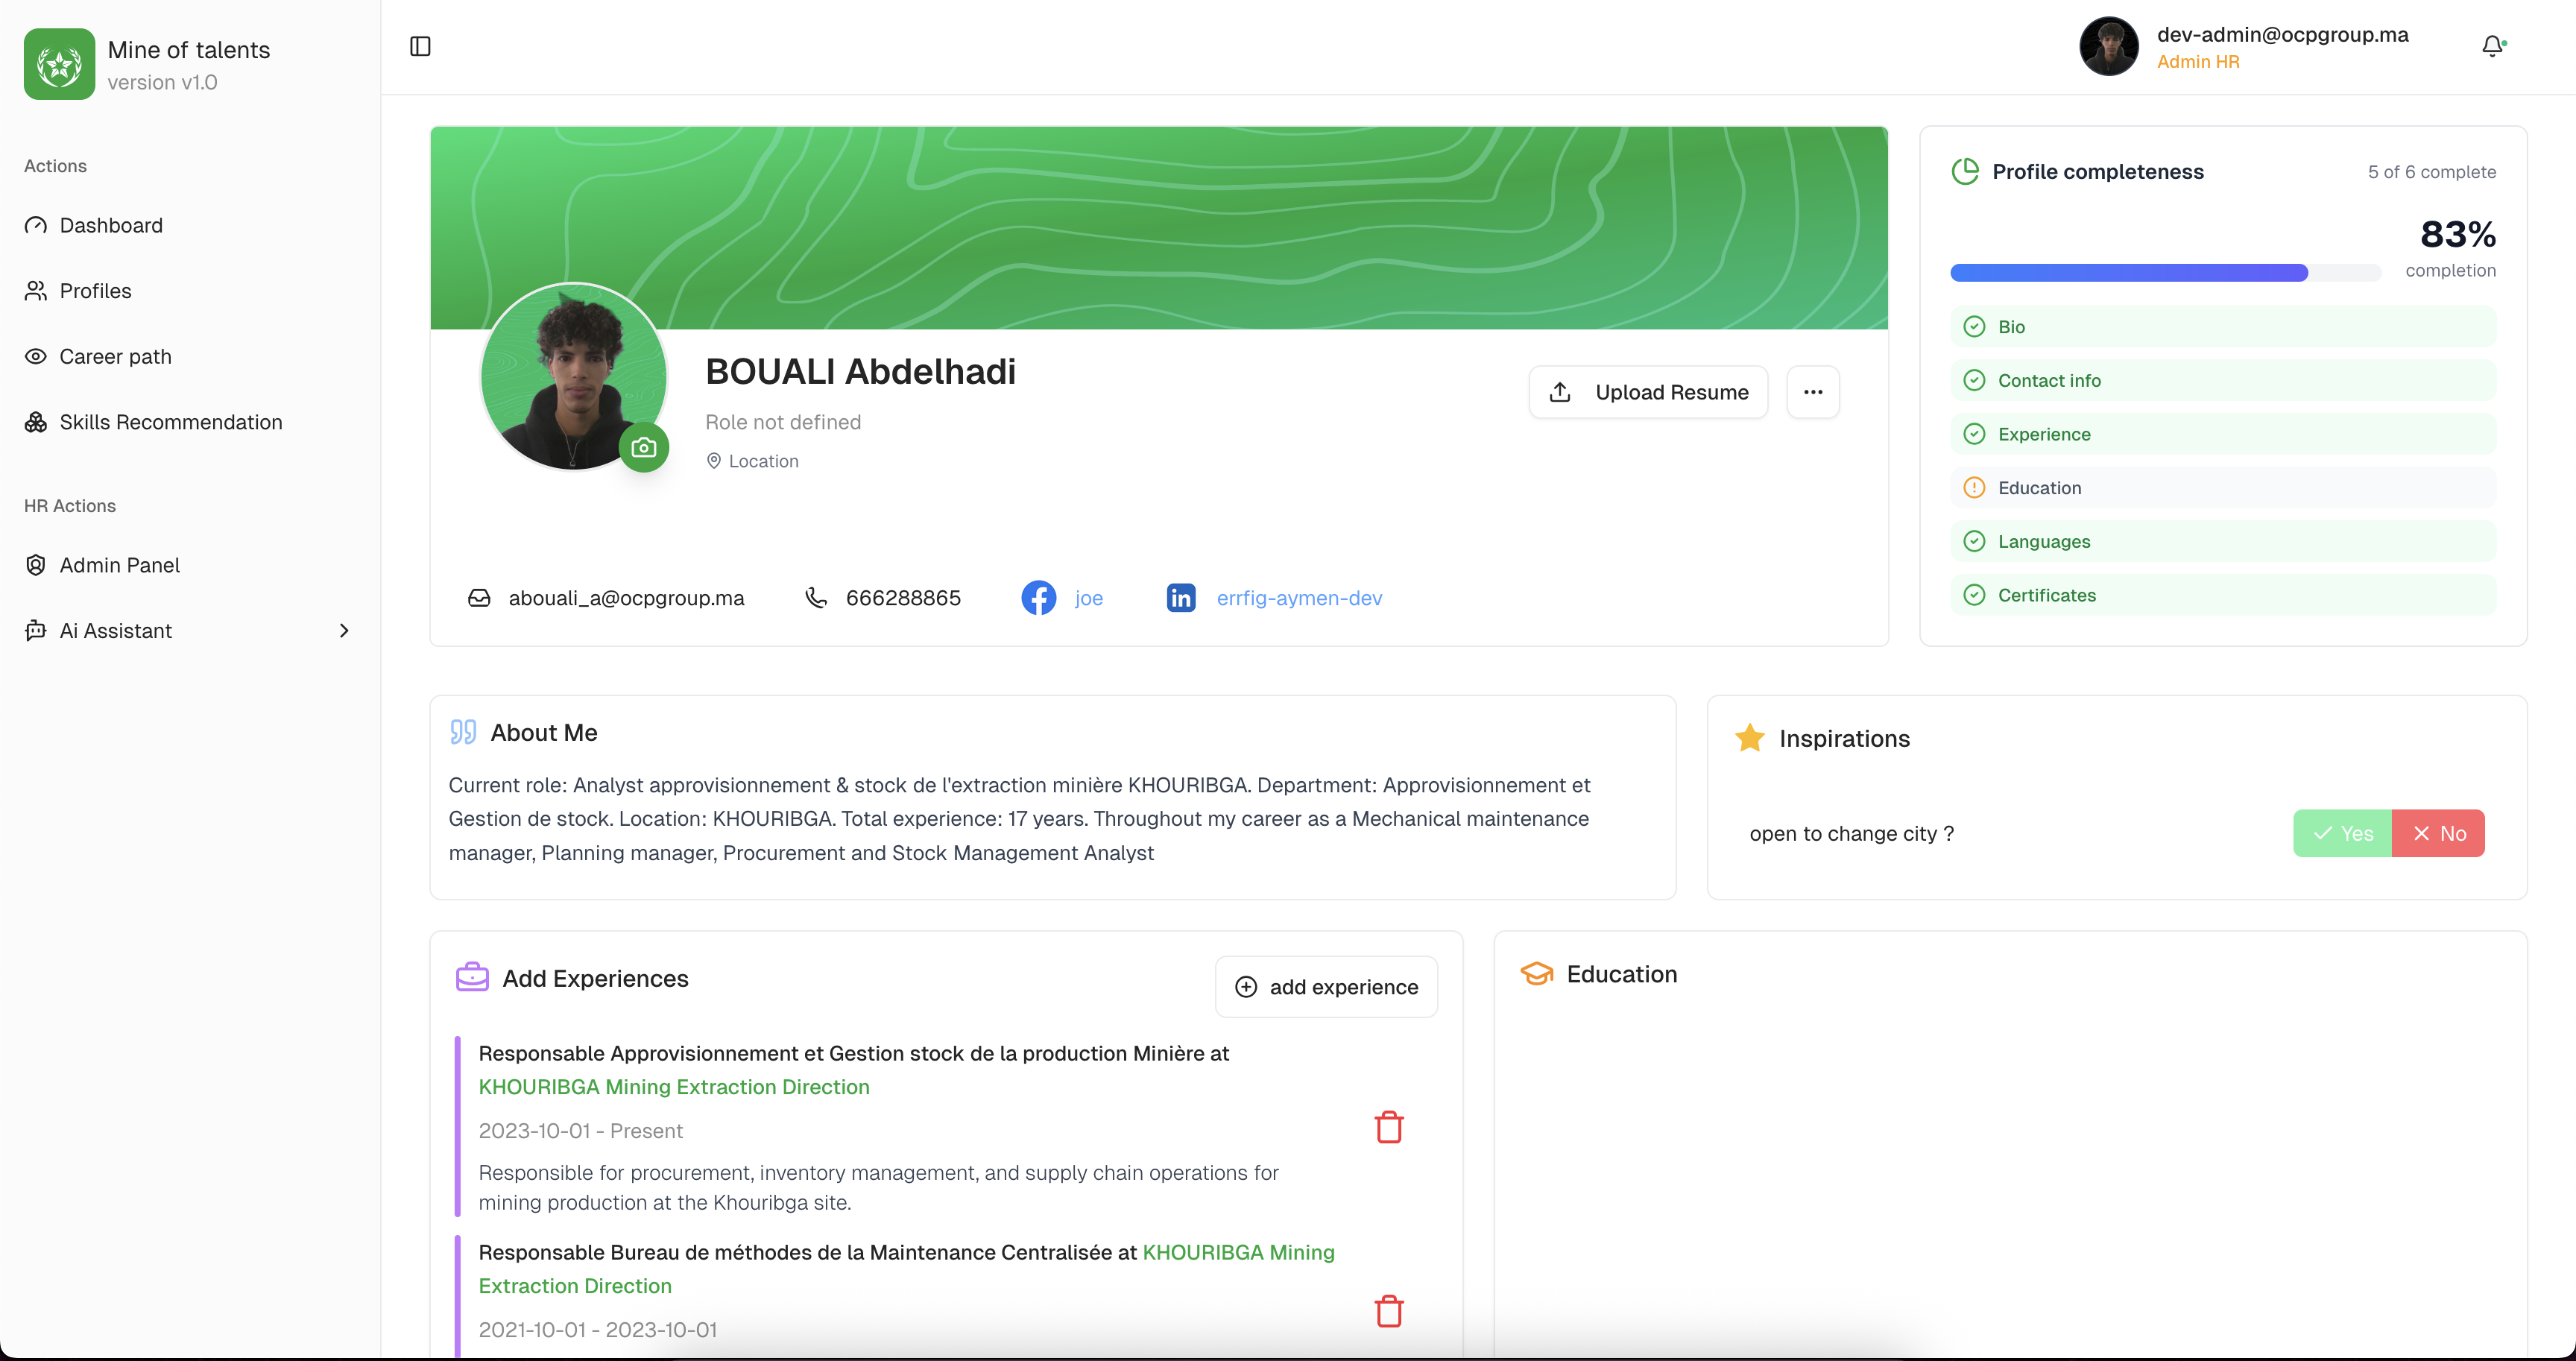 Mine of talents
version v1.0
Actions
Dashboard
Profiles
Career path
Skills Recommendation
HR Actions
Admin Panel
Ai Assistant
dev-admin@ocpgroup.ma
Admin HR
BOUALI Abdelhadi
Role not defined
Location
Upload Resume
abouali_a@ocpgroup.ma
666288865
joe
in
errfig-aymen-dev
Profile completeness
5 of 6 complete
83%
completion
Bio
Contact info
Experience
Education
Languages
Certificates
About Me
Current role: Analyst approvisionnement & stock de l'extraction minière KHOURIBGA. Department: Approvisionnement et
Gestion de stock. Location: KHOURIBGA. Total experience: 17 years. Throughout my career as a Mechanical maintenance
manager, Planning manager, Procurement and Stock Management Analyst
Inspirations
open to change city ?
Yes
No
Add Experiences
add experience
Responsable Approvisionnement et Gestion stock de la production Minière at
KHOURIBGA Mining Extraction Direction
2023-10-01 - Present
Responsible for procurement, inventory management, and supply chain operations for
mining production at the Khouribga site.
Responsable Bureau de méthodes de la Maintenance Centralisée at KHOURIBGA Mining
Extraction Direction
2021-10-01 - 2023-10-01
Education